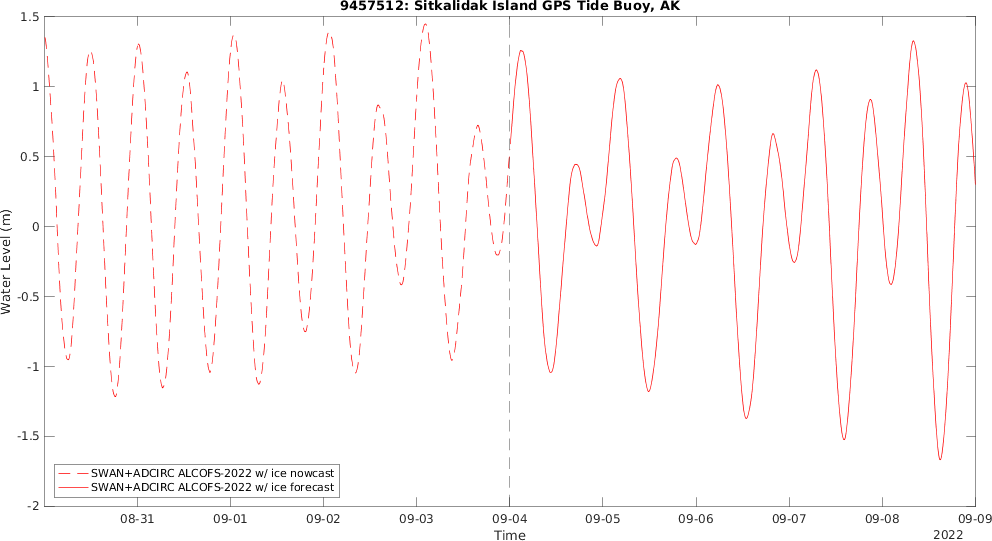 9457512: Sitkalidak Island GPS Tide Buoy, AK
1.5
1
0.5
0
-0.5
-1
-1.5
-2
Water Level (m)
SWAN+ADCIRC ALCOFS-2022 w/ ice nowcast
SWAN+ADCIRC ALCOFS-2022 w/ ice forecast
08-31 09-01 09-02 09-03 09-04 09-05 09-06 09-07 09-08 09-09
Time
2022